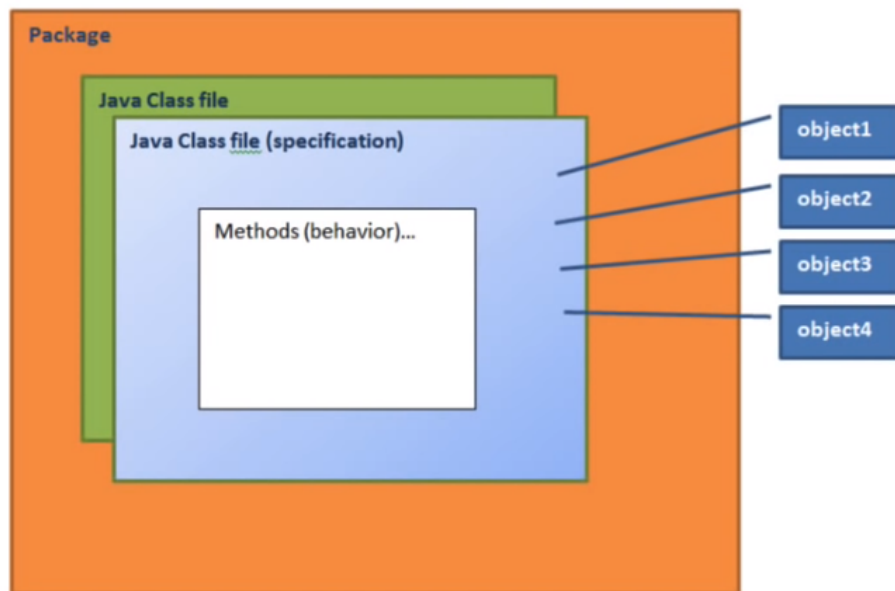 Package
Java Class file
Java Class file (specification)
Methods (behavior)...
object1
object2
object3
object4